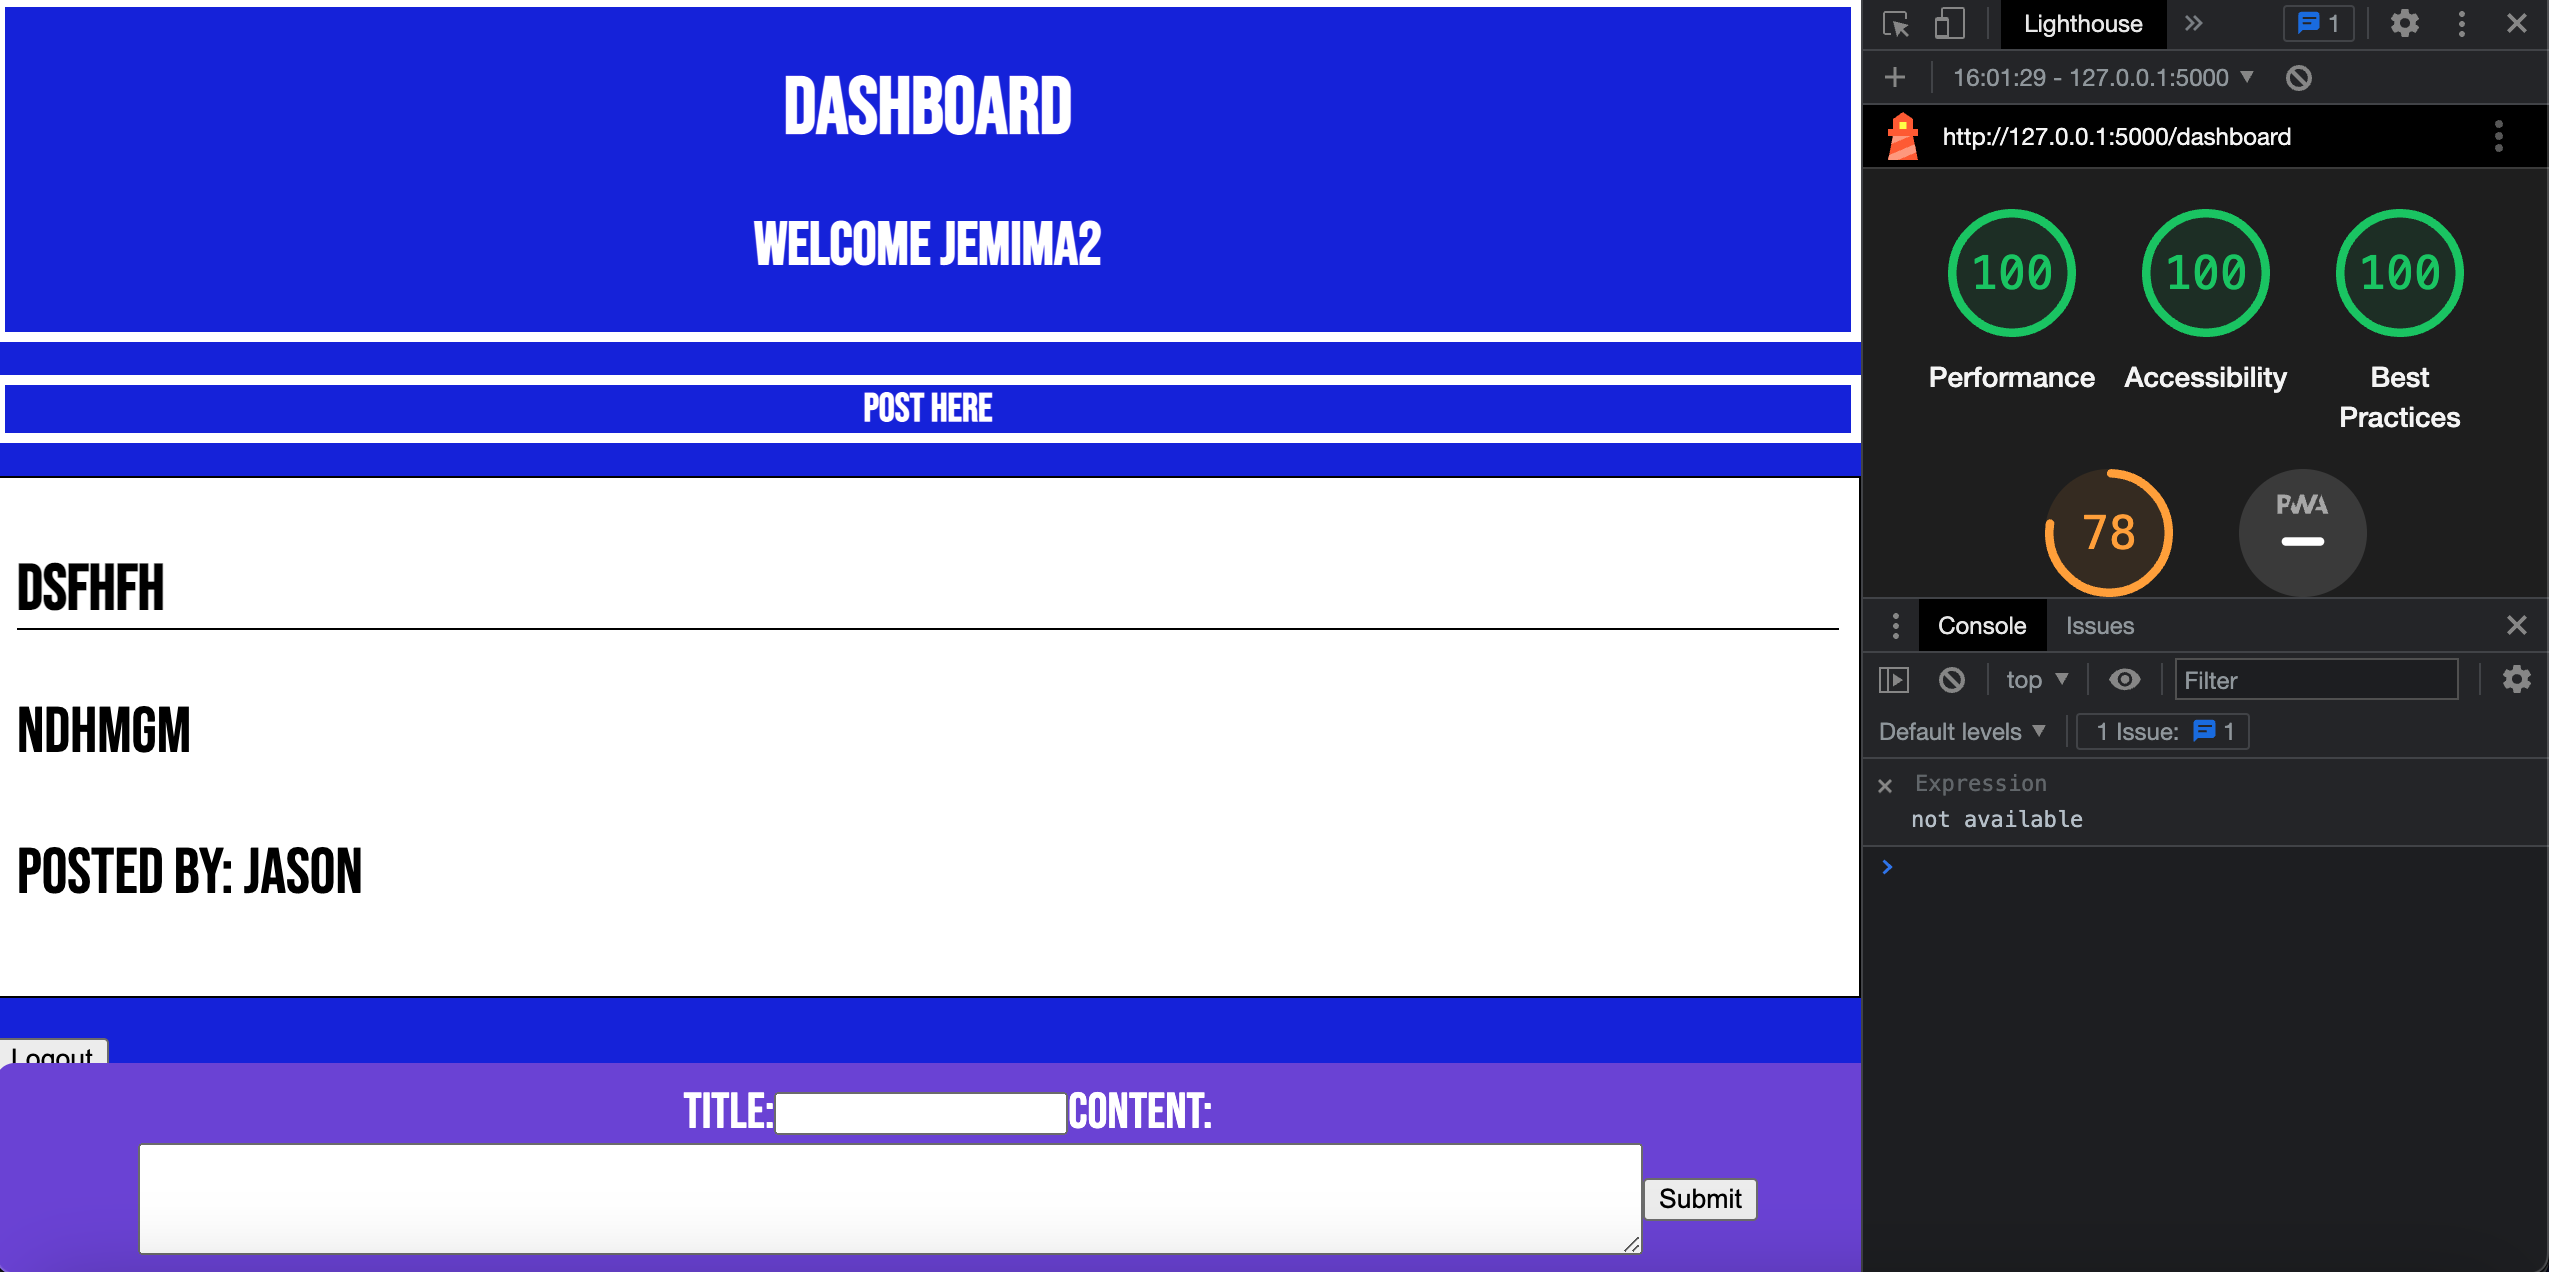 DASHBOARD
WELCOME JEMIMA2
POST HERE
DSFHFH
NDHMGM
POSTED BY: JASON
Logout
TITLE:
CONTENT:
Submit
Lighthouse
1
16:01:29 - 127.0.0.1:5000
http://127.0.0.1:5000/dashboard
100
100
100
Performance
Accessibility
Best
Practices
78
PWA
Console
Issues
top
Filter
Default levels
1 Issue:
1
Expression
not available